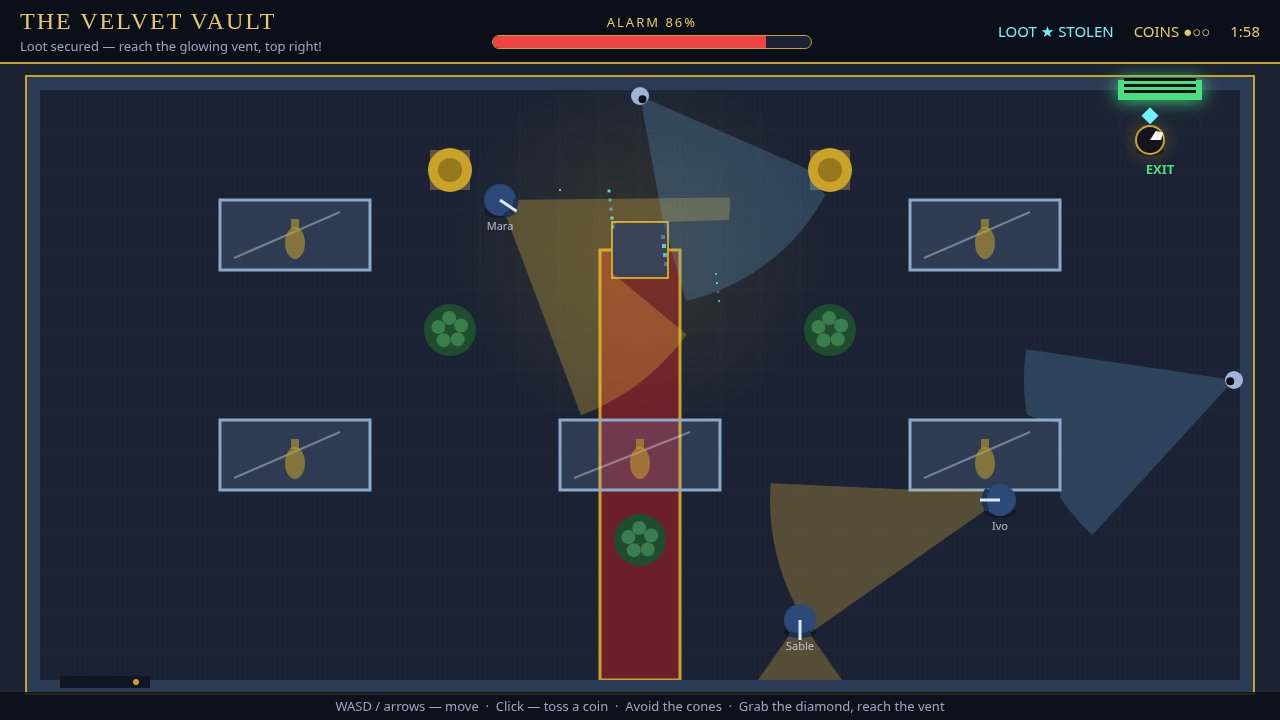 THE VELVET VAULT
Loot secured — reach the glowing vent, top right!
ALARM 86%
LOOT ★ STOLEN
COINS ●○○
1:58
EXIT
Mara
Ivo
Sable
WASD / arrows — move · Click — toss a coin · Avoid the cones · Grab the diamond, reach the vent